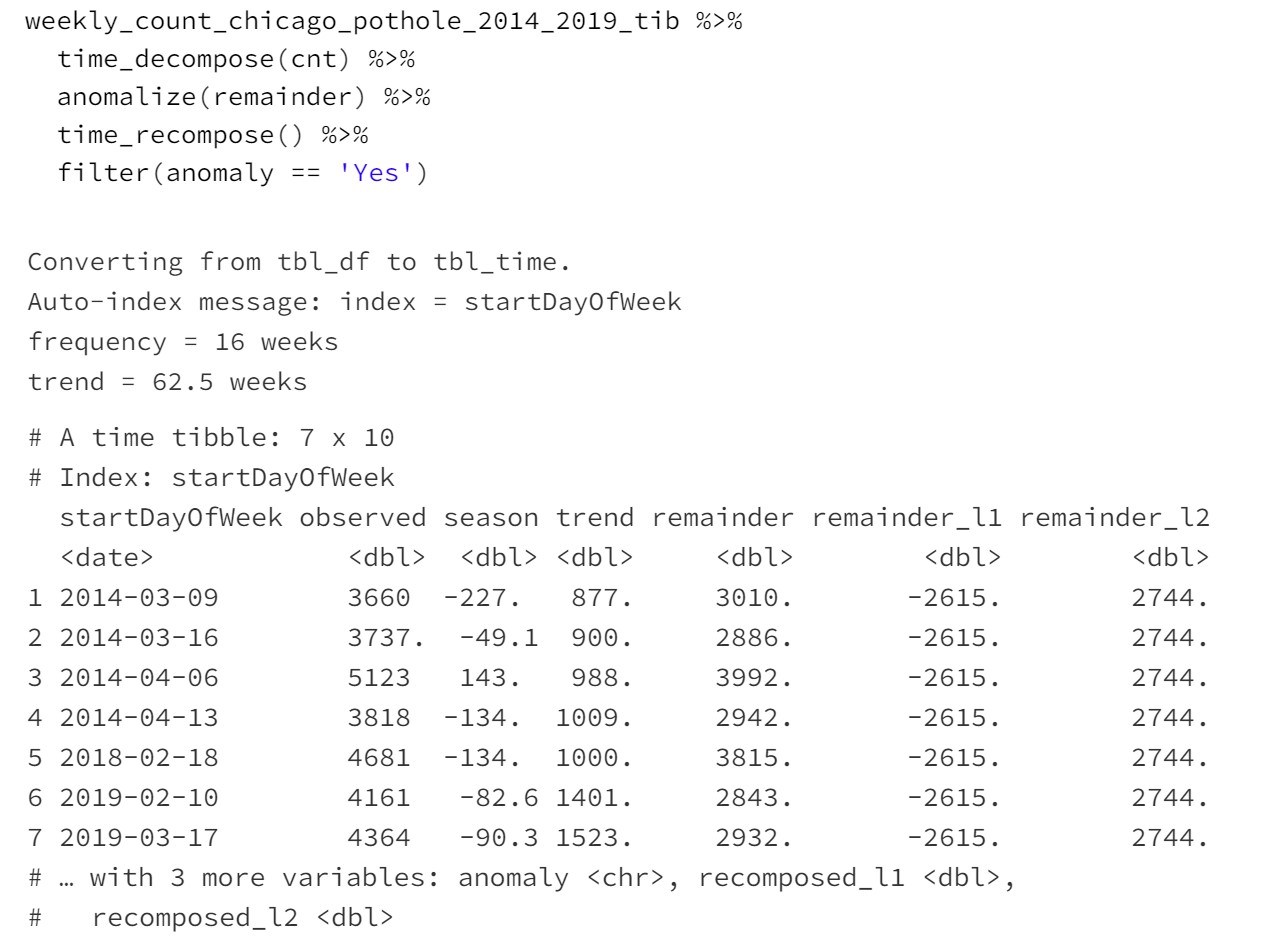 weekly_count_chicago_pothole_2014_2019_tib %>%
  time_decompose(cnt) %>%
  anomalize(remainder) %>%
  time_recompose() %>%
  filter(anomaly == 'Yes')
Converting from tbl_df to tbl_time.
Auto-index message: index = startDayOfWeek
frequency = 16 weeks
trend = 62.5 weeks
# A time tibble: 7 x 10
# Index: startDayOfWeek
  startDayOfWeek observed season trend remainder remainder_l1 remainder_l2
  <date>            <dbl>  <dbl> <dbl>     <dbl>        <dbl>        <dbl>
1 2014-03-09        3660  -227.   877.     3010.       -2615.        2744.
2 2014-03-16        3737.  -49.1  900.     2886.       -2615.        2744.
3 2014-04-06        5123   143.   988.     3992.       -2615.        2744.
4 2014-04-13        3818  -134.  1009.     2942.       -2615.        2744.
5 2018-02-18        4681  -134.  1000.     3815.       -2615.        2744.
6 2019-02-10        4161   -82.6 1401.     2843.       -2615.        2744.
7 2019-03-17        4364   -90.3 1523.     2932.       -2615.        2744.
# … with 3 more variables: anomaly <chr>, recomposed_l1 <dbl>,
#   recomposed_l2 <dbl>